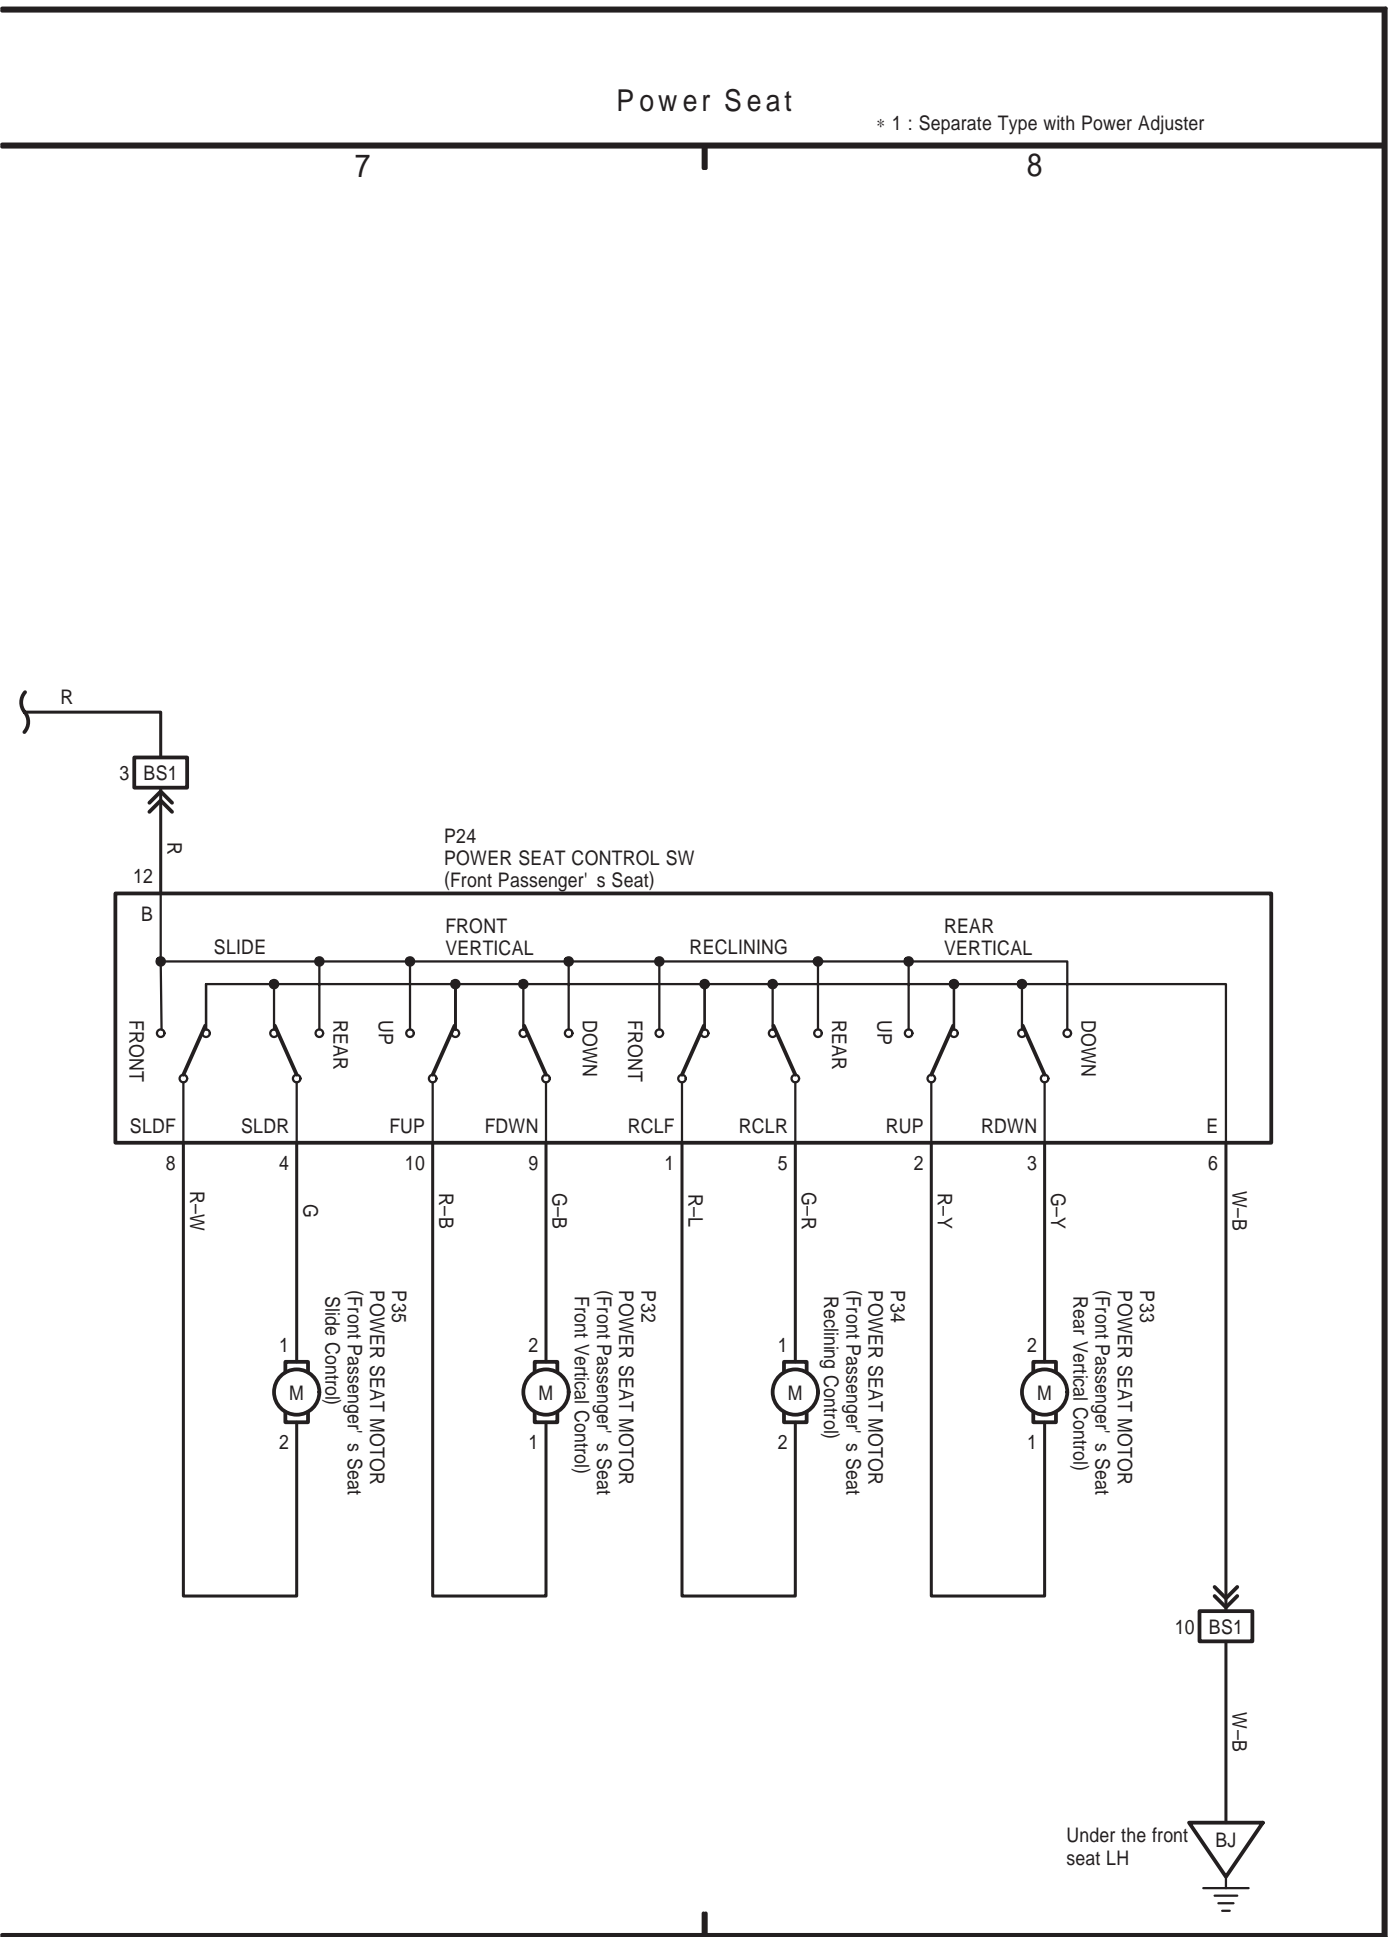 Power Seat
* 1 : Separate Type with Power Adjuster
7
8
R
3
BS1
R
12
P24
POWER SEAT CONTROL SW
(Front Passenger' s Seat)
B
SLIDE
FRONT
VERTICAL
RECLINING
REAR
VERTICAL
FRONT
REAR
UP
DOWN
FRONT
REAR
UP
DOWN
SLDF
SLDR
FUP
FDWN
RCLF
RCLR
RUP
RDWN
E
8
4
10
9
1
5
2
3
6
R–W
G
R–B
G–B
R–L
G–R
R–Y
G–Y
W–B
P35
POWER SEAT MOTOR
(Front Passenger' s Seat
Slide Control)
1
M
2
P32
POWER SEAT MOTOR
(Front Passenger' s Seat
Front Vertical Control)
2
M
1
P34
POWER SEAT MOTOR
(Front Passenger' s Seat
Reclining Control)
1
M
2
P33
POWER SEAT MOTOR
(Front Passenger' s Seat
Rear Vertical Control)
2
M
1
10
BS1
W–B
Under the front
seat LH
BJ